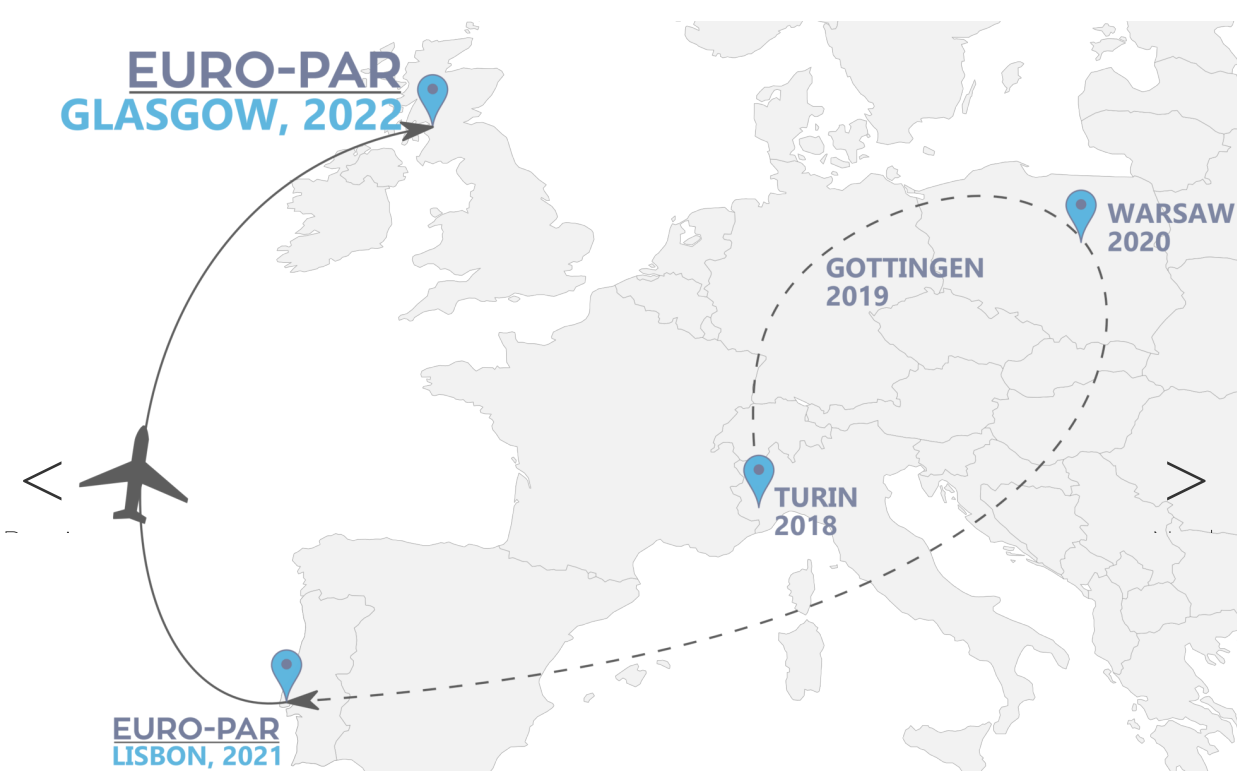 EURO-PAR
GLASGOW, 2022
WARSAW
2020
GOTTINGEN
2019
TURIN
2018
EURO-PAR
LISBON, 2021